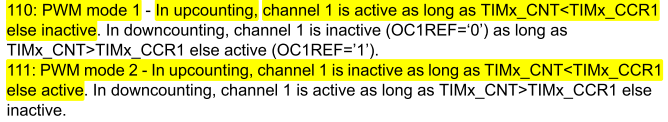 110: PWM mode 1 - In upcounting, channel 1 is active as long as TIMx_CNT<TIMx_CCR1
else inactive. In downcounting, channel 1 is inactive (OC1REF=‘0’) as long as
TIMx_CNT>TIMx_CCR1 else active (OC1REF=’1’).
111: PWM mode 2 - In upcounting, channel 1 is inactive as long as TIMx_CNT<TIMx_CCR1
else active. In downcounting, channel 1 is active as long as TIMx_CNT>TIMx_CCR1 else
inactive.